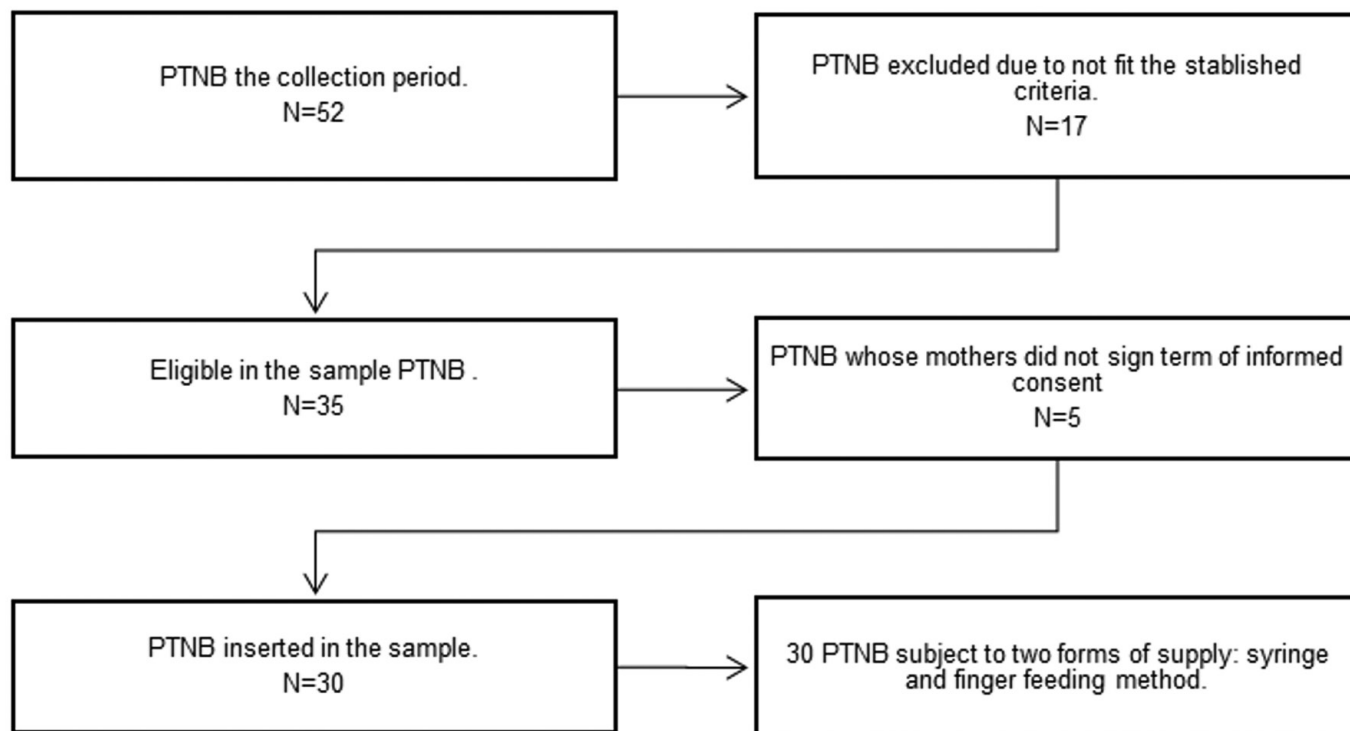 PTNB the collection period.
N=52
PTNB excluded due to not fit the stablished
criteria.
N=17
Eligible in the sample PTNB .
N=35
PTNB whose mothers did not sign term of informed
consent
N=5
PTNB inserted in the sample.
N=30
30 PTNB subject to two forms of supply: syringe
and finger feeding method.